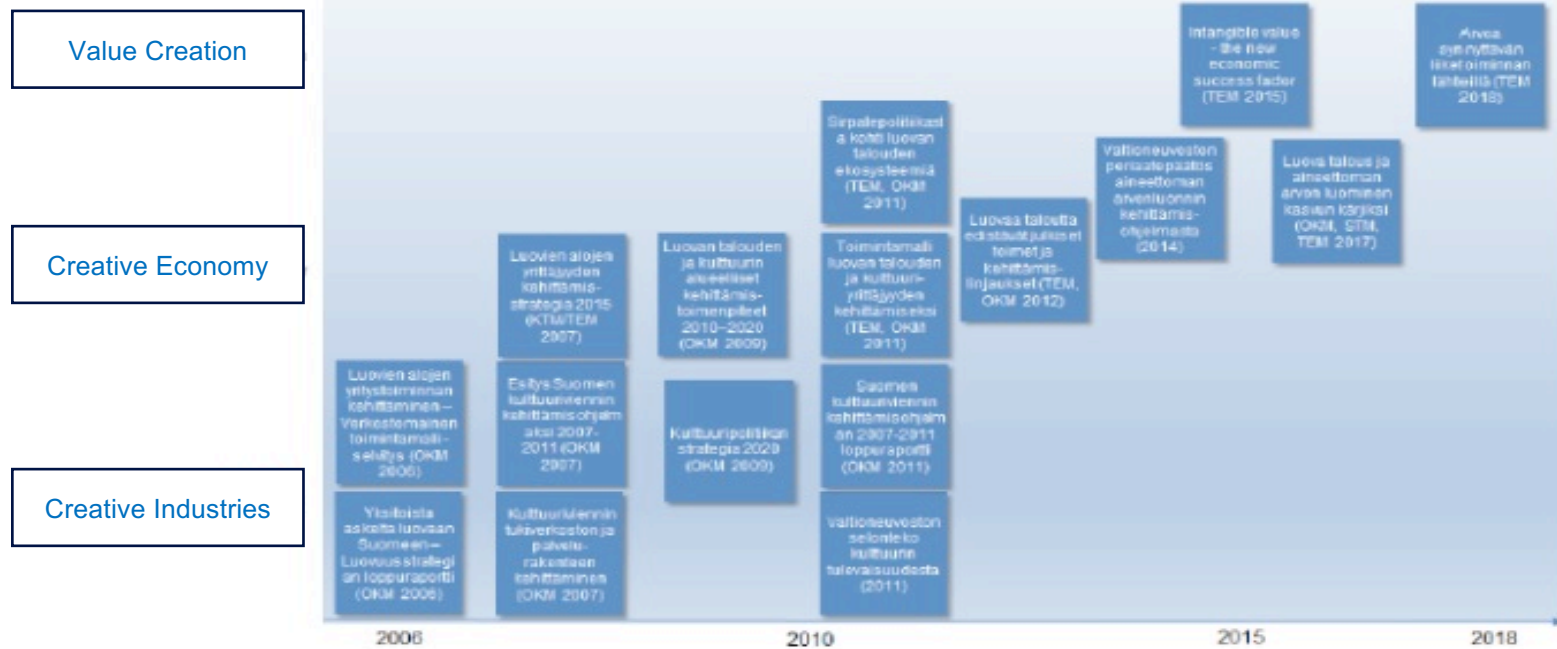 Value Creation
Creative Economy
Creative Industries
Intangible value
- the new
economic
success factor
(TEM 2015)
Arvoa
synnyttävän
liiketoiminnan
lähteillä (TEM
2018)
Sirpalepolitiikast
a kohti luovan
talouden
ekosysteemiä
(TEM, OKM
2011)
Valtioneuvoston
periaatepäätös
aineettoman
arvonluonnin
kehittämis-
ohjelmasta
(2014)
Luova talous ja
aineettoman
arvon luominen
kasvun kärjiksi
(OKM, STM,
TEM 2017)
Luovaa taloutta
edistävät julkiset
toimet ja
kehittämis-
linjaukset (TEM,
OKM 2012)
Luovien alojen
yrittäjyyden
kehittämis-
strategia 2015
(KTM/TEM
2007)
Luovan talouden
ja kulttuurin
alueelliset
kehittämis-
toimenpiteet
2010–2020
(OKM 2009)
Toimintamalli
luovan talouden
ja kulttuuri-
yrittäjyyden
kehittämiseksi
(TEM, OKM
2011)
Luovien alojen
yritystoiminnan
kehittäminen –
Verkostomainen
toimintamalli-
selvitys (OKM
2006)
Esitys Suomen
kulttuuriviennin
kehittämisohjelm
aksi 2007-
2011 (OKM
2007)
Kulttuuripolitiikan
strategia 2020
(OKM 2009)
Suomen
kulttuuriviennin
kehittämisohjelm
an 2007-2011
loppuraportti
(OKM 2011)
Yksilöistä
askelta luovaan
Suomeen –
Luovuusstrategi
an loppuraportti
(OKM 2006)
Kulttuuriviennin
tukiverkoston ja
palvelu-
rakenteen
kehittäminen
(OKM 2007)
Valtioneuvoston
selonteko
kulttuurin
tulevaisuudesta
(2011)
2006
2010
2015
2018